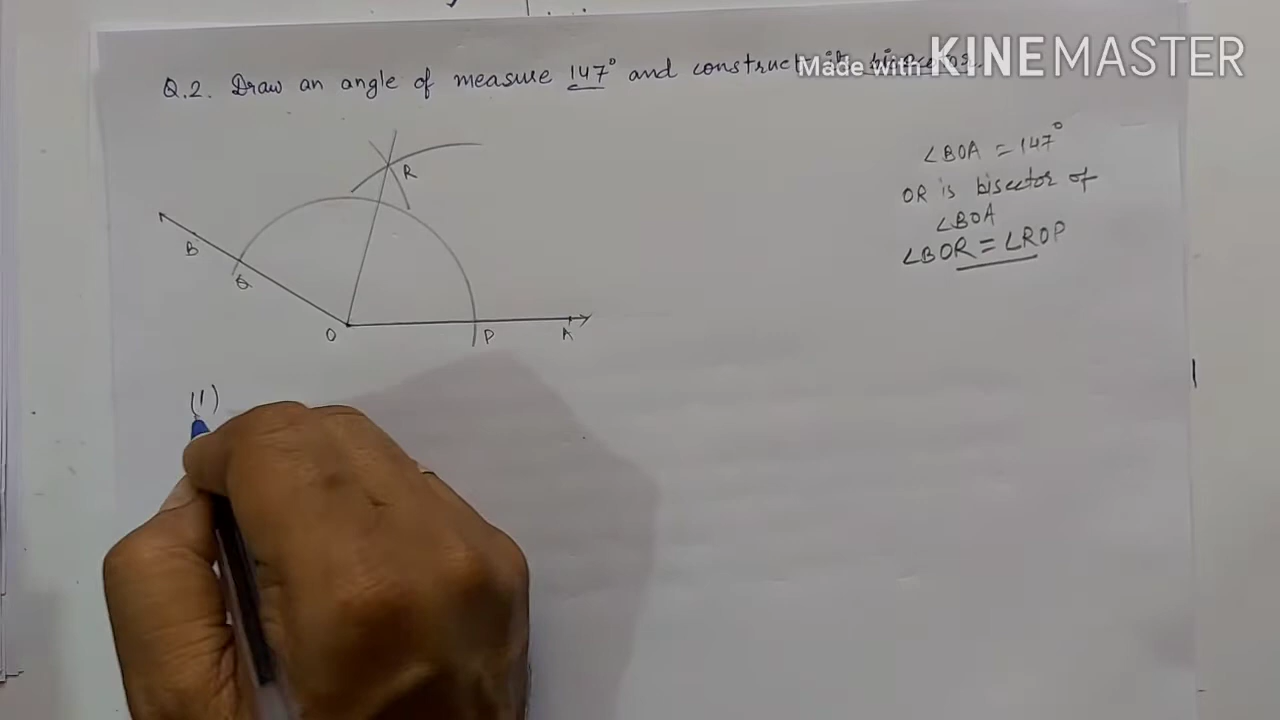 Q.2. Draw an angle of measure 147° and construct
Made with KINEMASTER
∠BOA = 147°
OR is bisector of
∠BOA
∠BOR = ∠ROP
R
B
Q
O
P
A
(1)